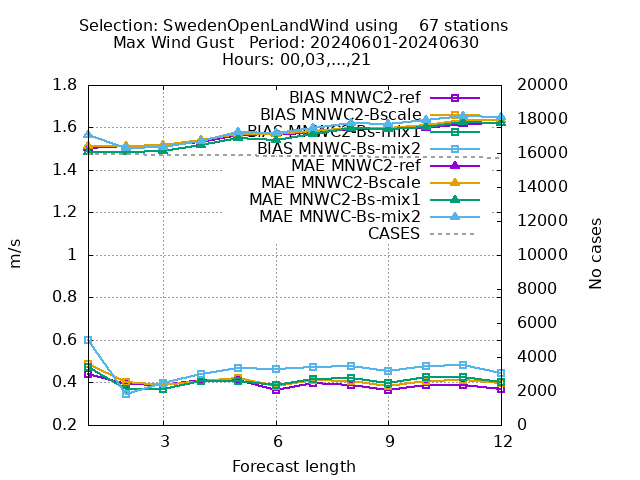 Selection: SwedenOpenLandWind using 67 stations
Max Wind Gust Period: 20240601-20240630
Hours: 00,03,...,21
1.8
1.6
1.4
1.2
1
0.8
0.6
0.4
0.2
m/s
BIAS MNWC2-ref
BIAS MNWC2-Bscale
BIAS MNWC2-Bs-mix1
BIAS MNWC-Bs-mix2
MAE MNWC2-ref
MAE MNWC2-Bscale
MAE MNWC2-Bs-mix1
MAE MNWC-Bs-mix2
CASES
20000
18000
16000
14000
12000
10000
8000
6000
4000
2000
0
No cases
3 6 9 12
Forecast length